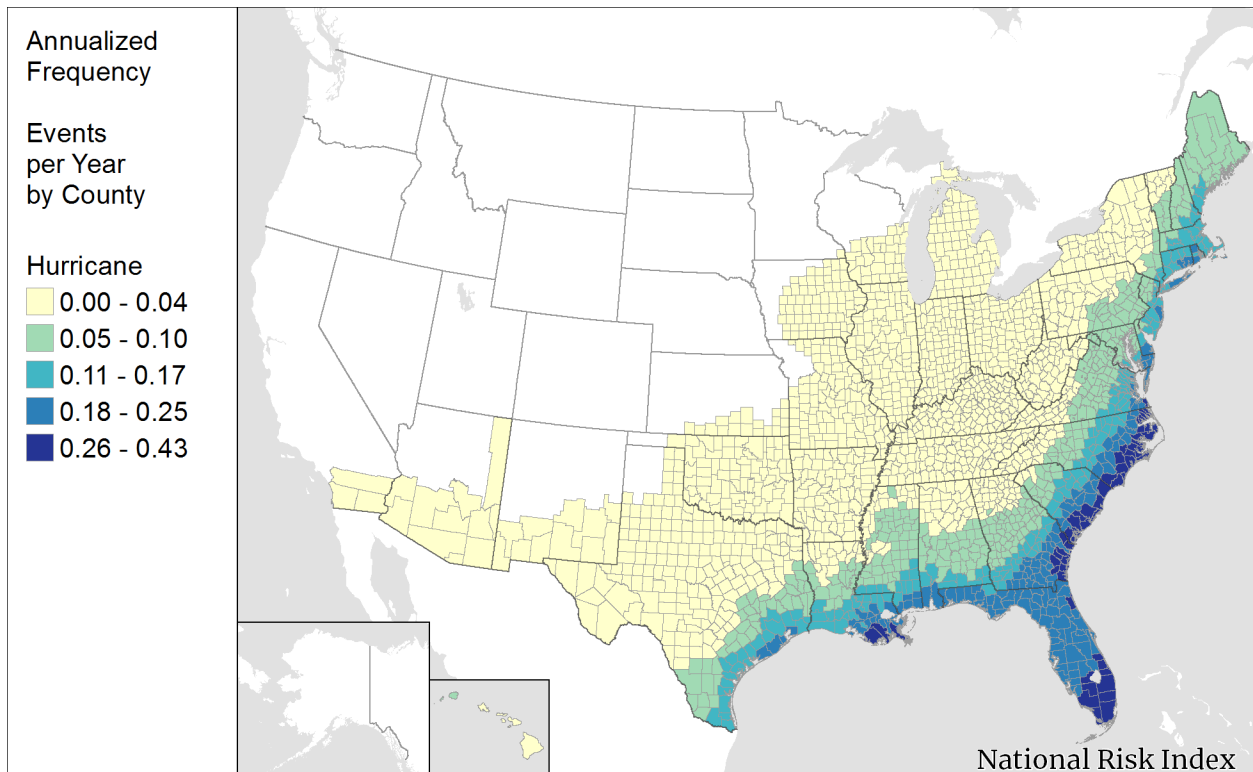 Annualized
Frequency
Events
per Year
by County
Hurricane
0.00 - 0.04
0.05 - 0.10
0.11 - 0.17
0.18 - 0.25
0.26 - 0.43
National Risk Index